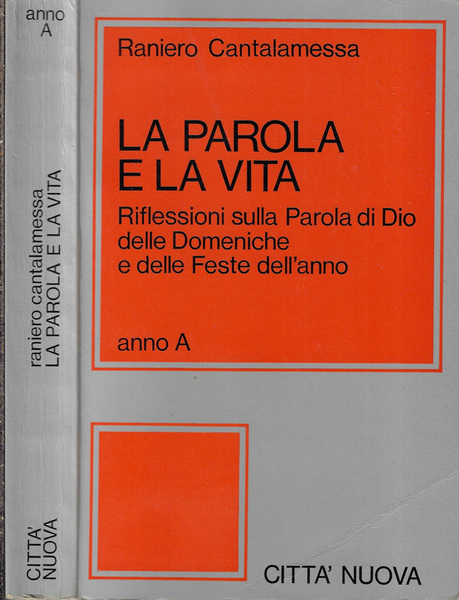 anno
A
raniero cantalamessa
LA PAROLA E LA VITA
CITTA' NUOVA
Raniero Cantalamessa
LA PAROLA
E LA VITA
Riflessioni sulla Parola di Dio
delle Domeniche
e delle Feste dell'anno
anno A
CITTA' NUOVA